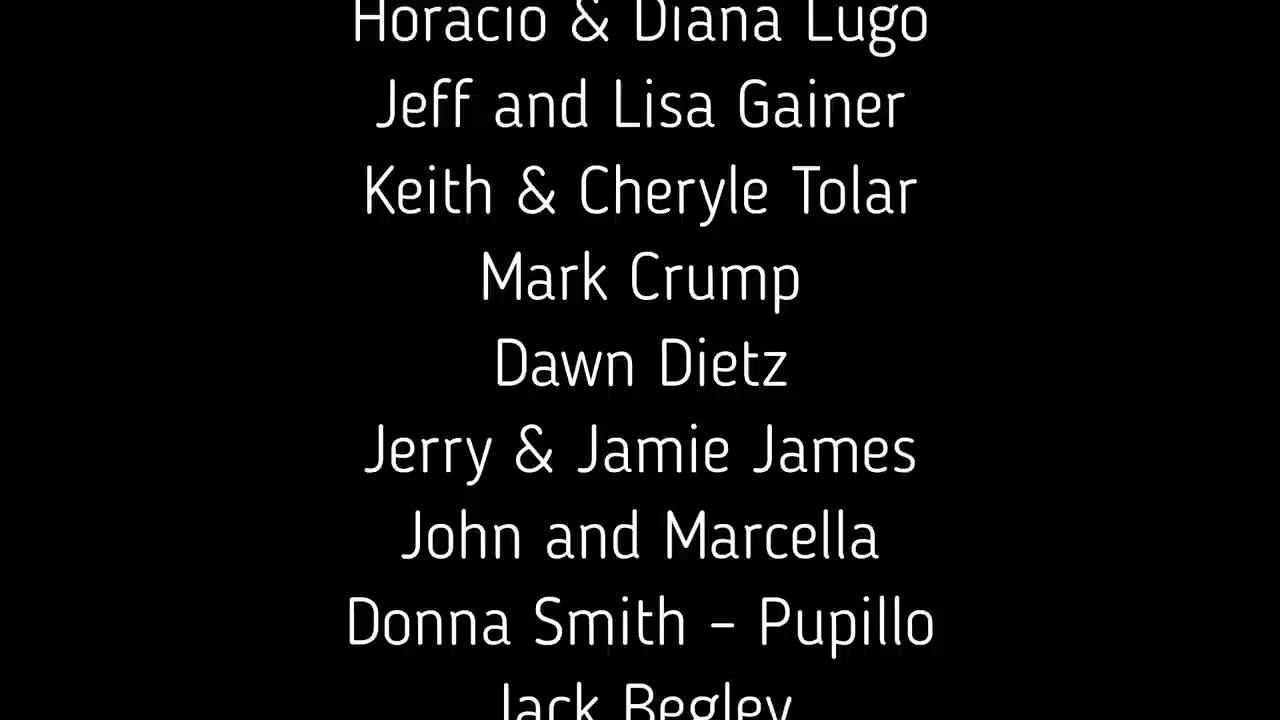 Horacio & Diana Lugo
Jeff and Lisa Gainer
Keith & Cheryle Tolar
Mark Crump
Dawn Dietz
Jerry & Jamie James
John and Marcella
Donna Smith - Pupillo
Jack Begley